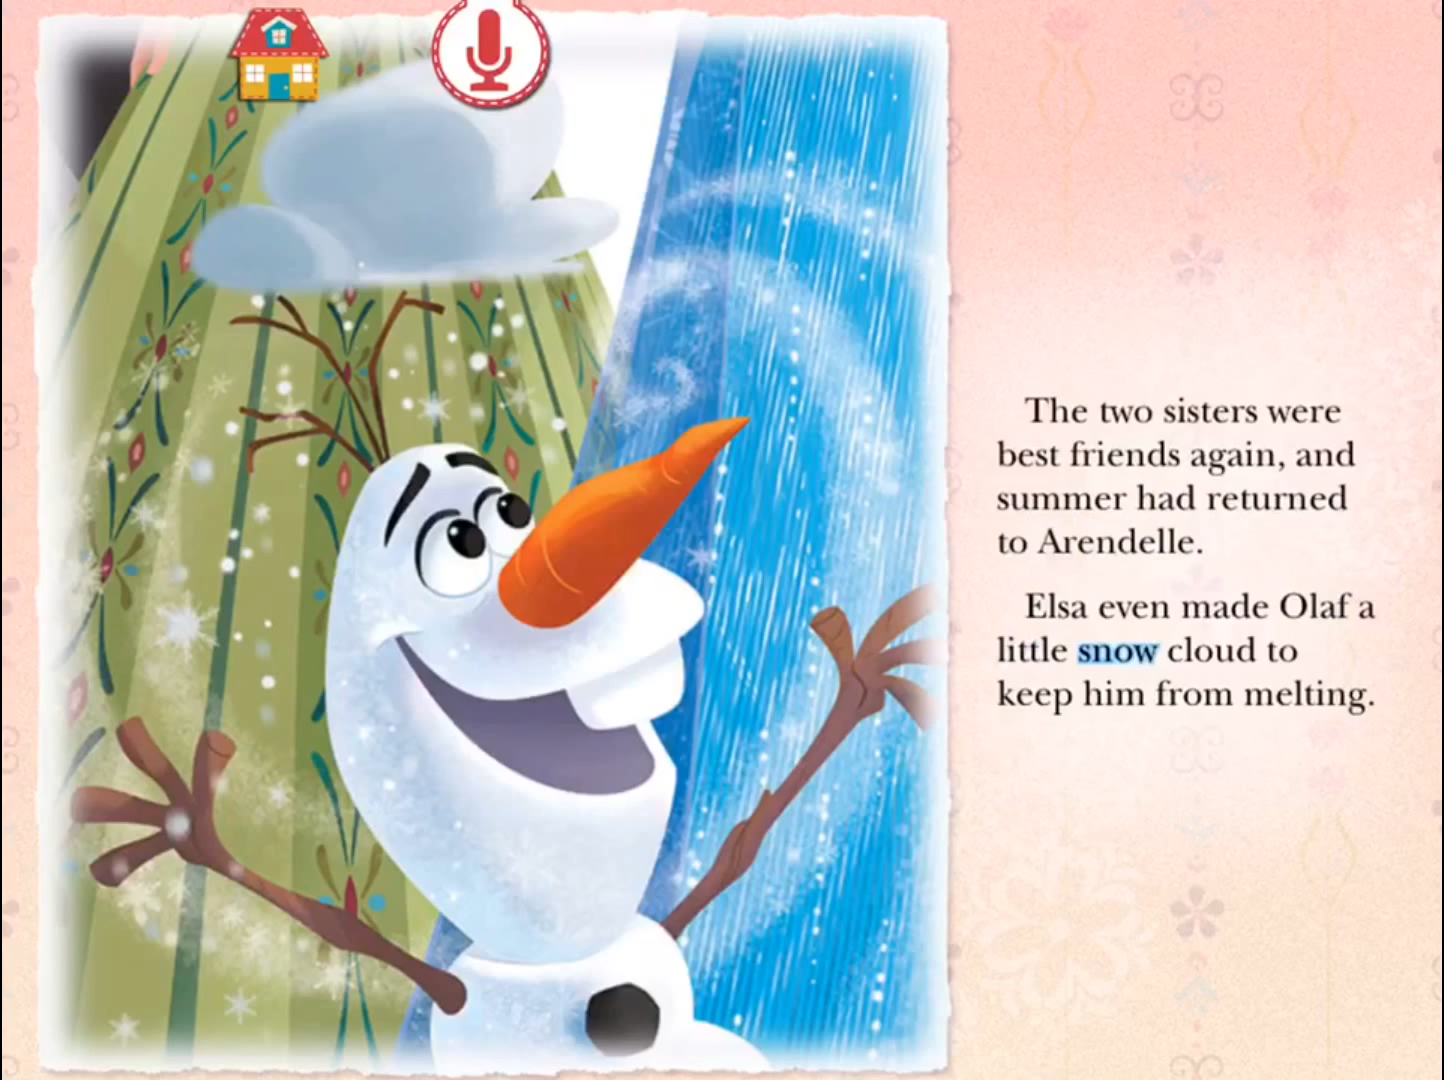 The two sisters were
best friends again, and
summer had returned
to Arendelle.
Elsa even made Olaf a
little snow cloud to
keep him from melting.